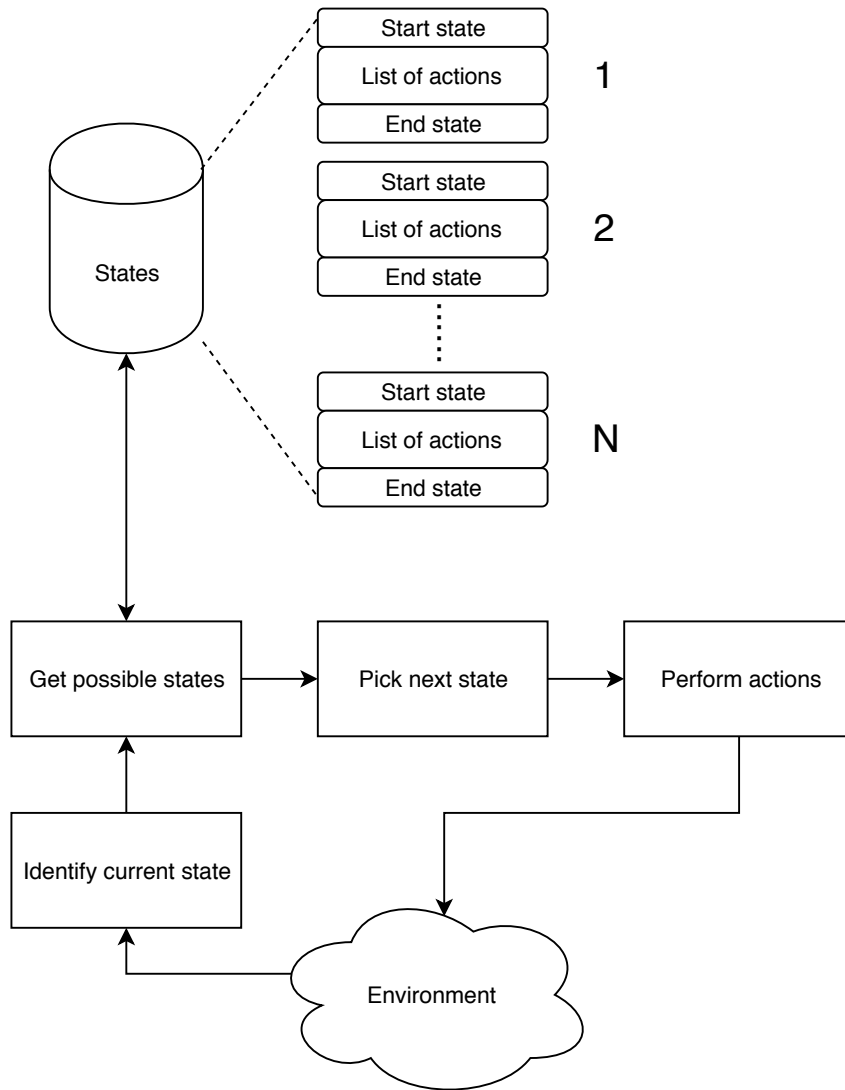 Start state
List of actions
1
End state
Start state
List of actions
2
End state
States
Start state
List of actions
N
End state
Get possible states
Pick next state
Perform actions
Identify current state
Environment